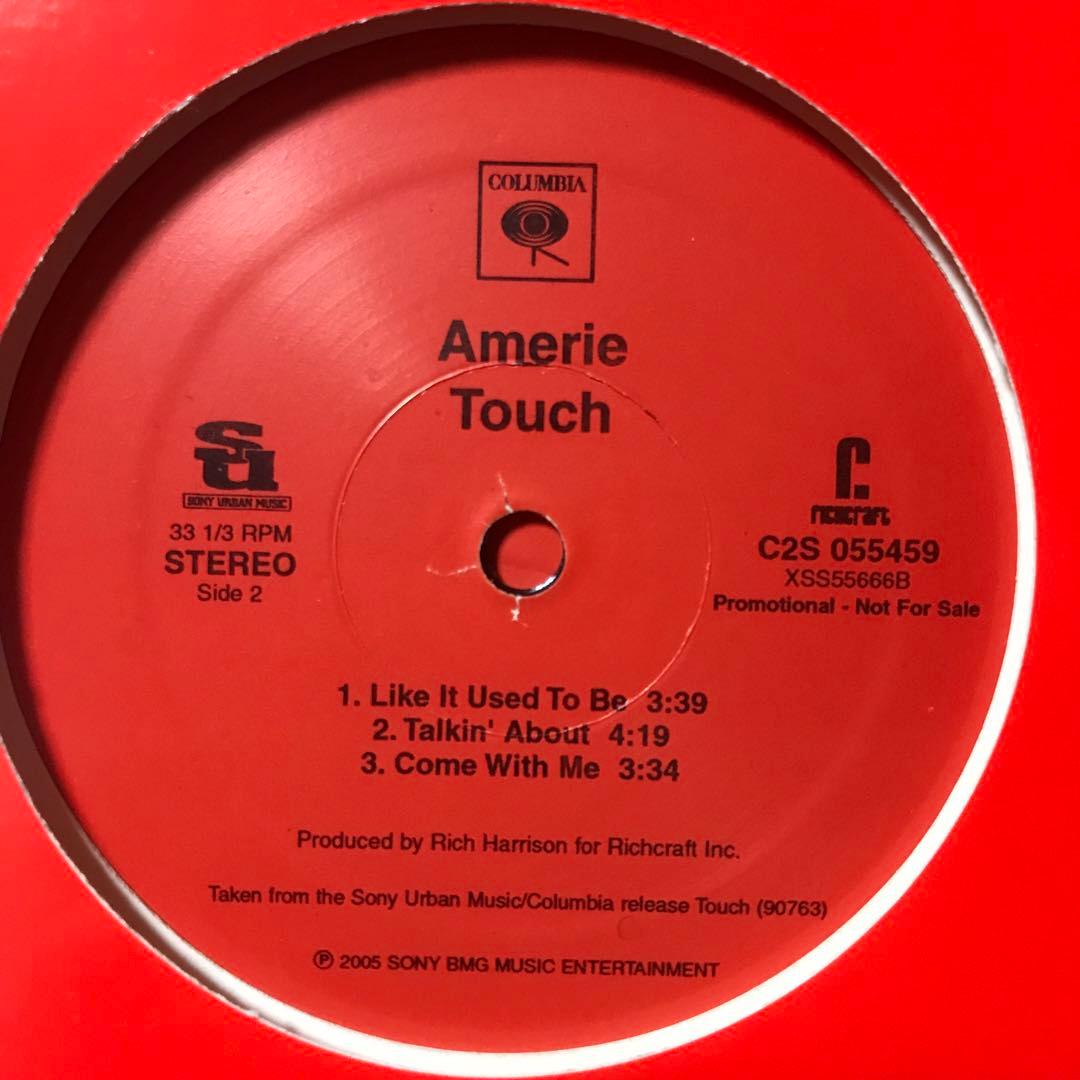 COLUMBIA
Amerie
Touch
su
SONY URBAN MUSIC
33 1/3 RPM
STEREO
Side 2
richcraft
C2S 055459
XSS55666B
Promotional - Not For Sale
1. Like It Used To Be 3:39
2. Talkin' About 4:19
3. Come With Me 3:34
Produced by Rich Harrison for Richcraft Inc.
Taken from the Sony Urban Music/Columbia release Touch (90763)
℗ 2005 SONY BMG MUSIC ENTERTAINMENT